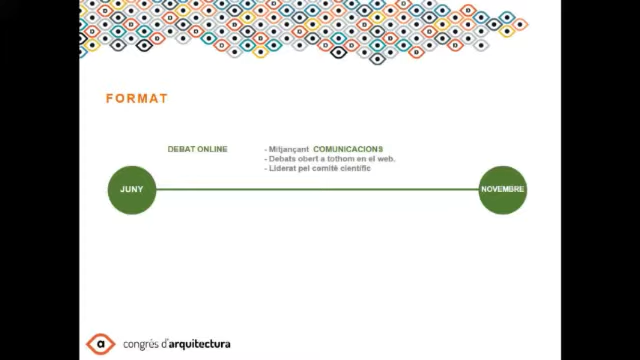 FORMAT
DEBAT ONLINE
- Mitjançant COMUNICACIONS
- Debats obert a tothom en el web.
- Liderat pel comitè científic
JUNY
NOVEMBRE
a congrés d'arquitectura